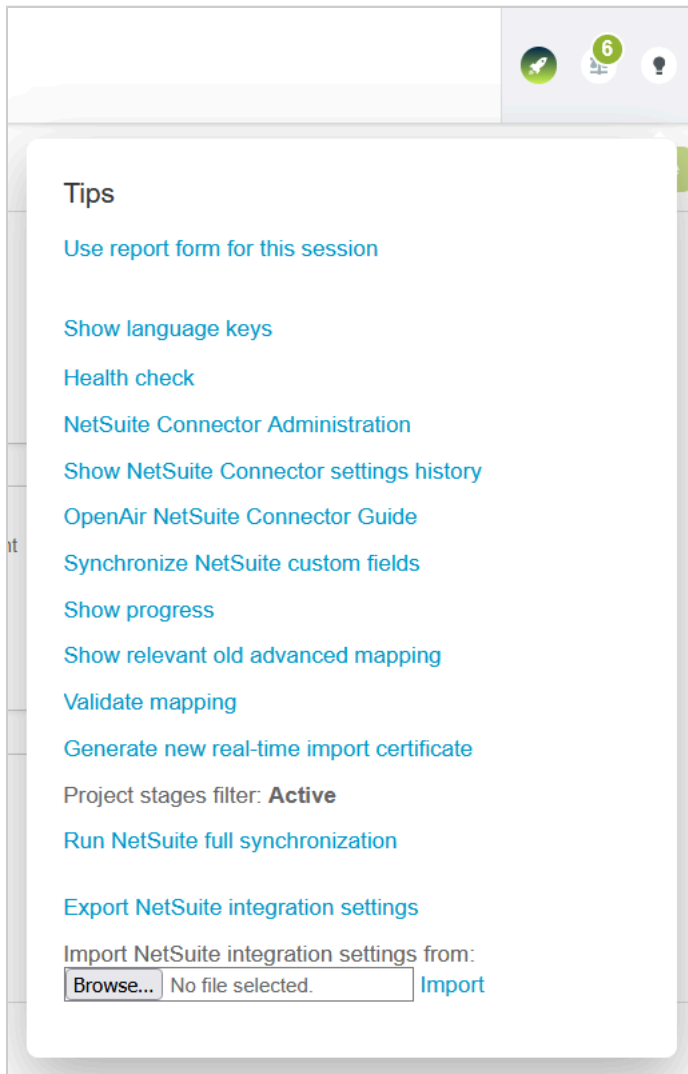 6
Tips
Use report form for this session
Show language keys
Health check
NetSuite Connector Administration
Show NetSuite Connector settings history
OpenAir NetSuite Connector Guide
nt
Synchronize NetSuite custom fields
Show progress
Show relevant old advanced mapping
Validate mapping
Generate new real-time import certificate
Project stages filter: Active
Run NetSuite full synchronization
Export NetSuite integration settings
Import NetSuite integration settings from:
Browse... No file selected. Import